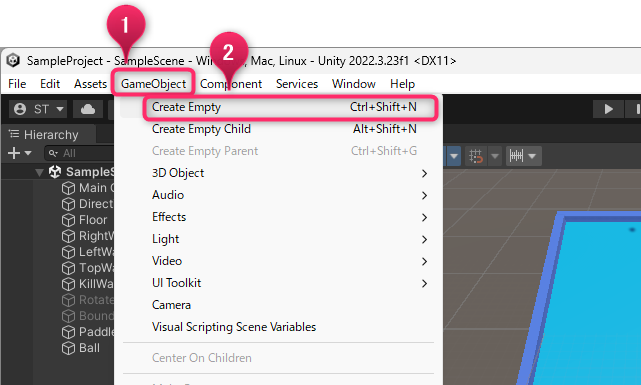 1
2
SampleProject - SampleScene - Win Mac, Linux - Unity 2022.3.23f1 <DX11>
File Edit Assets GameObject Component Services Window Help
ST
Create Empty Ctrl+Shift+N
Hierarchy
Create Empty Child Alt+Shift+N
All
Create Empty Parent Ctrl+Shift+G
SampleS
3D Object
Main
Audio
Direct
Effects
Floor
RightW
Light
LeftWa
Video
TopWa
KillWa
UI Toolkit
Rotate
Camera
Boun
Visual Scripting Scene Variables
Paddle
Ball
Center On Children